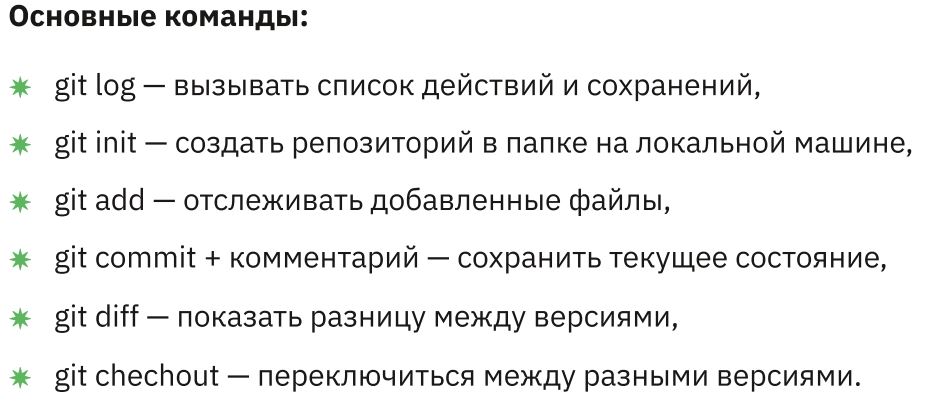 Основные команды:
git log — вызывать список действий и сохранений,
git init — создать репозиторий в папке на локальной машине,
git add — отслеживать добавленные файлы,
git commit + комментарий — сохранить текущее состояние,
git diff — показать разницу между версиями,
git chechout — переключиться между разными версиями.